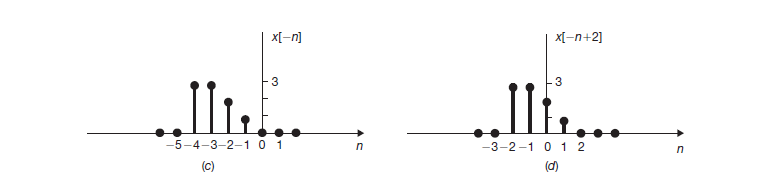 x[−n]
3
−5−4−3−2−1 0 1
n
(c)
x[−n+2]
3
−3−2−1 0 1 2
n
(d)